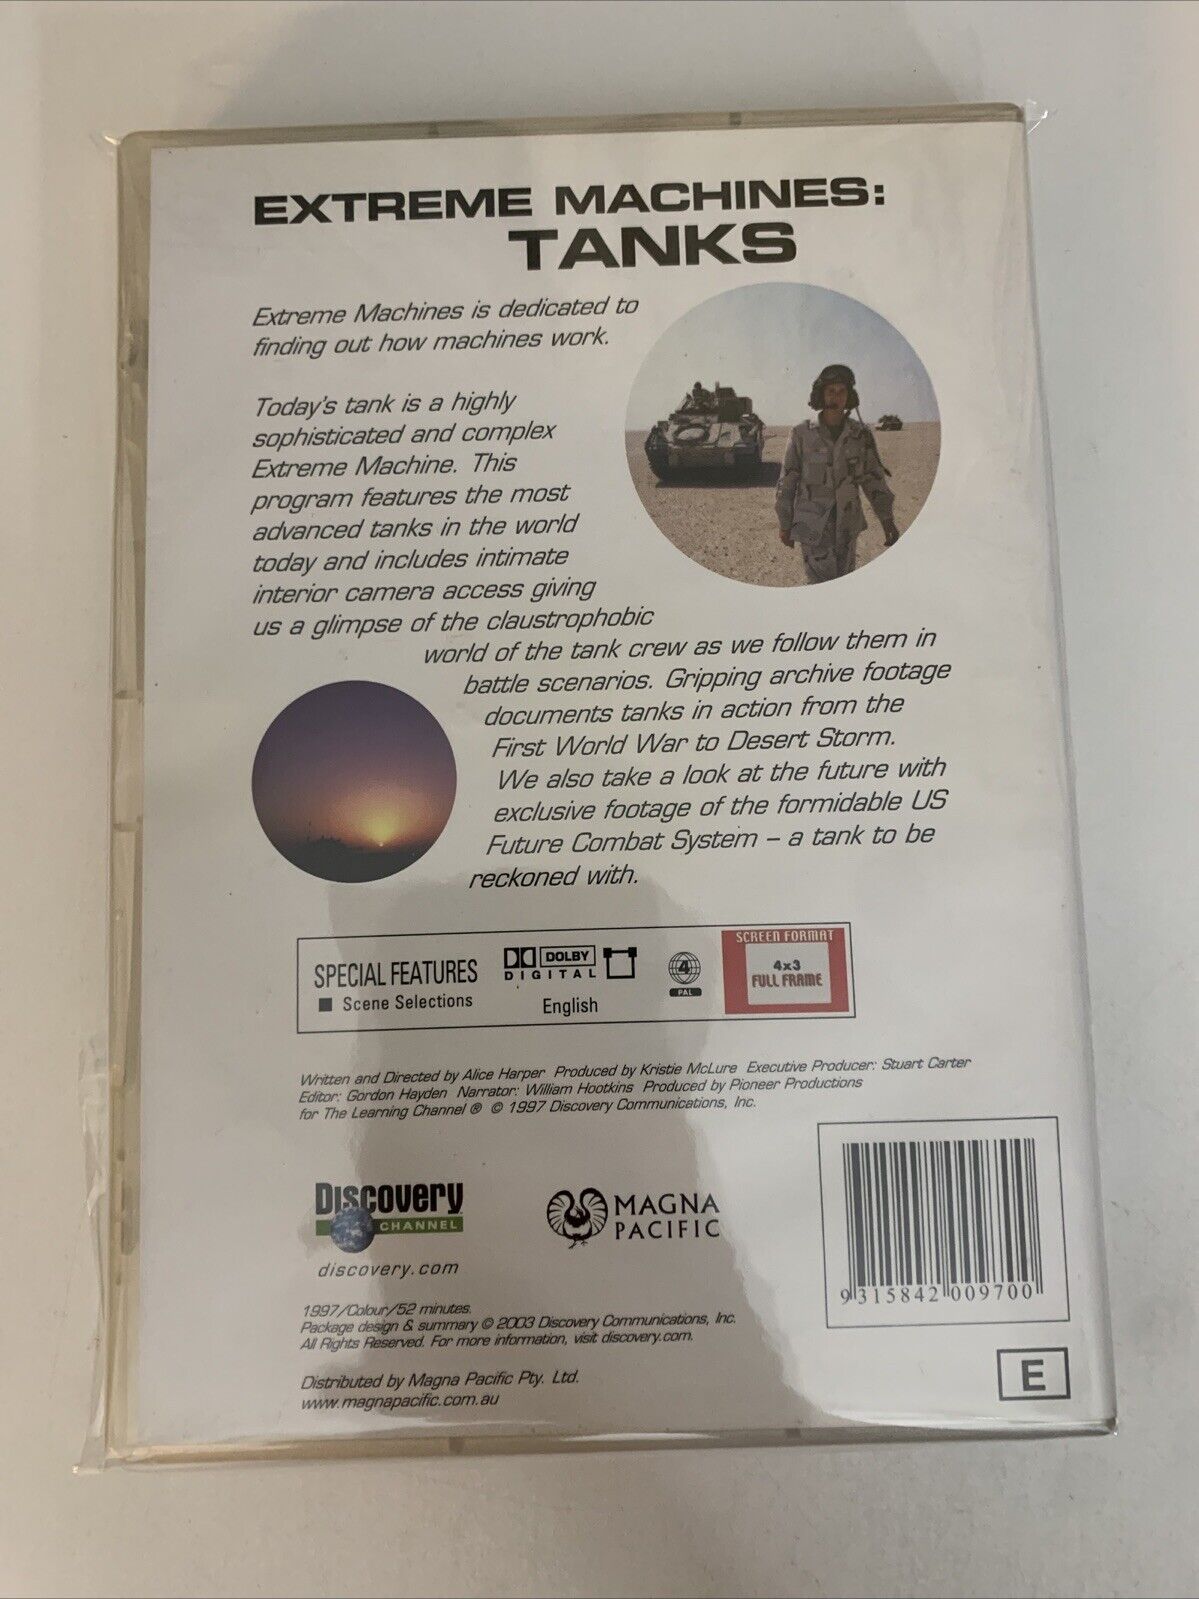 EXTREME MACHINES:
TANKS
Extreme Machines is dedicated to
finding out how machines work.
Today's tank is a highly
sophisticated and complex
Extreme Machine. This
program features the most
advanced tanks in the world
today and includes intimate
interior camera access giving
us a glimpse of the claustrophobic
world of the tank crew as we follow them in
battle scenarios. Gripping archive footage
documents tanks in action from the
First World War to Desert Storm.
We also take a look at the future with
exclusive footage of the formidable US
Future Combat System – a tank to be
reckoned with.
SPECIAL FEATURES
■ Scene Selections
DOLBY
DIGITAL
English
4
PAL
SCREEN FORMAT
4x3
FULL FRAME
Written and Directed by Alice Harper Produced by Kristie McLure Executive Producer: Stuart Carter
Editor: Gordon Hayden Narrator: William Hootkins Produced by Pioneer Productions
for The Learning Channel ® © 1997 Discovery Communications, Inc.
Discovery
CHANNEL
discovery.com
MAGNA
PACIFIC
1997/Colour/52 minutes.
Package design & summary © 2003 Discovery Communications, Inc.
All Rights Reserved. For more information, visit discovery.com.
Distributed by Magna Pacific Pty. Ltd.
www.magnapacific.com.au
9 315842 009700
E